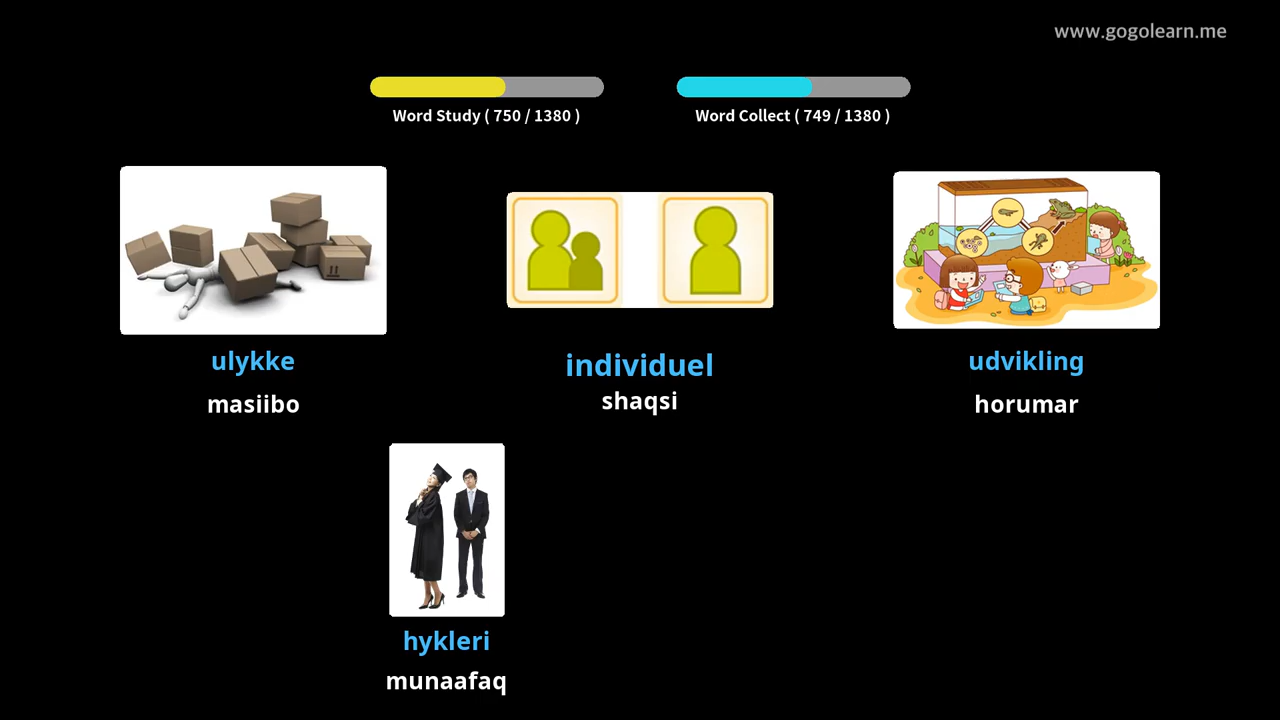 www.gogolearn.me
Word Study ( 750 / 1380 )
Word Collect ( 749 / 1380 )
ulykke
masiibo
individuel
shaqsi
udvikling
horumar
hykleri
munaafaq